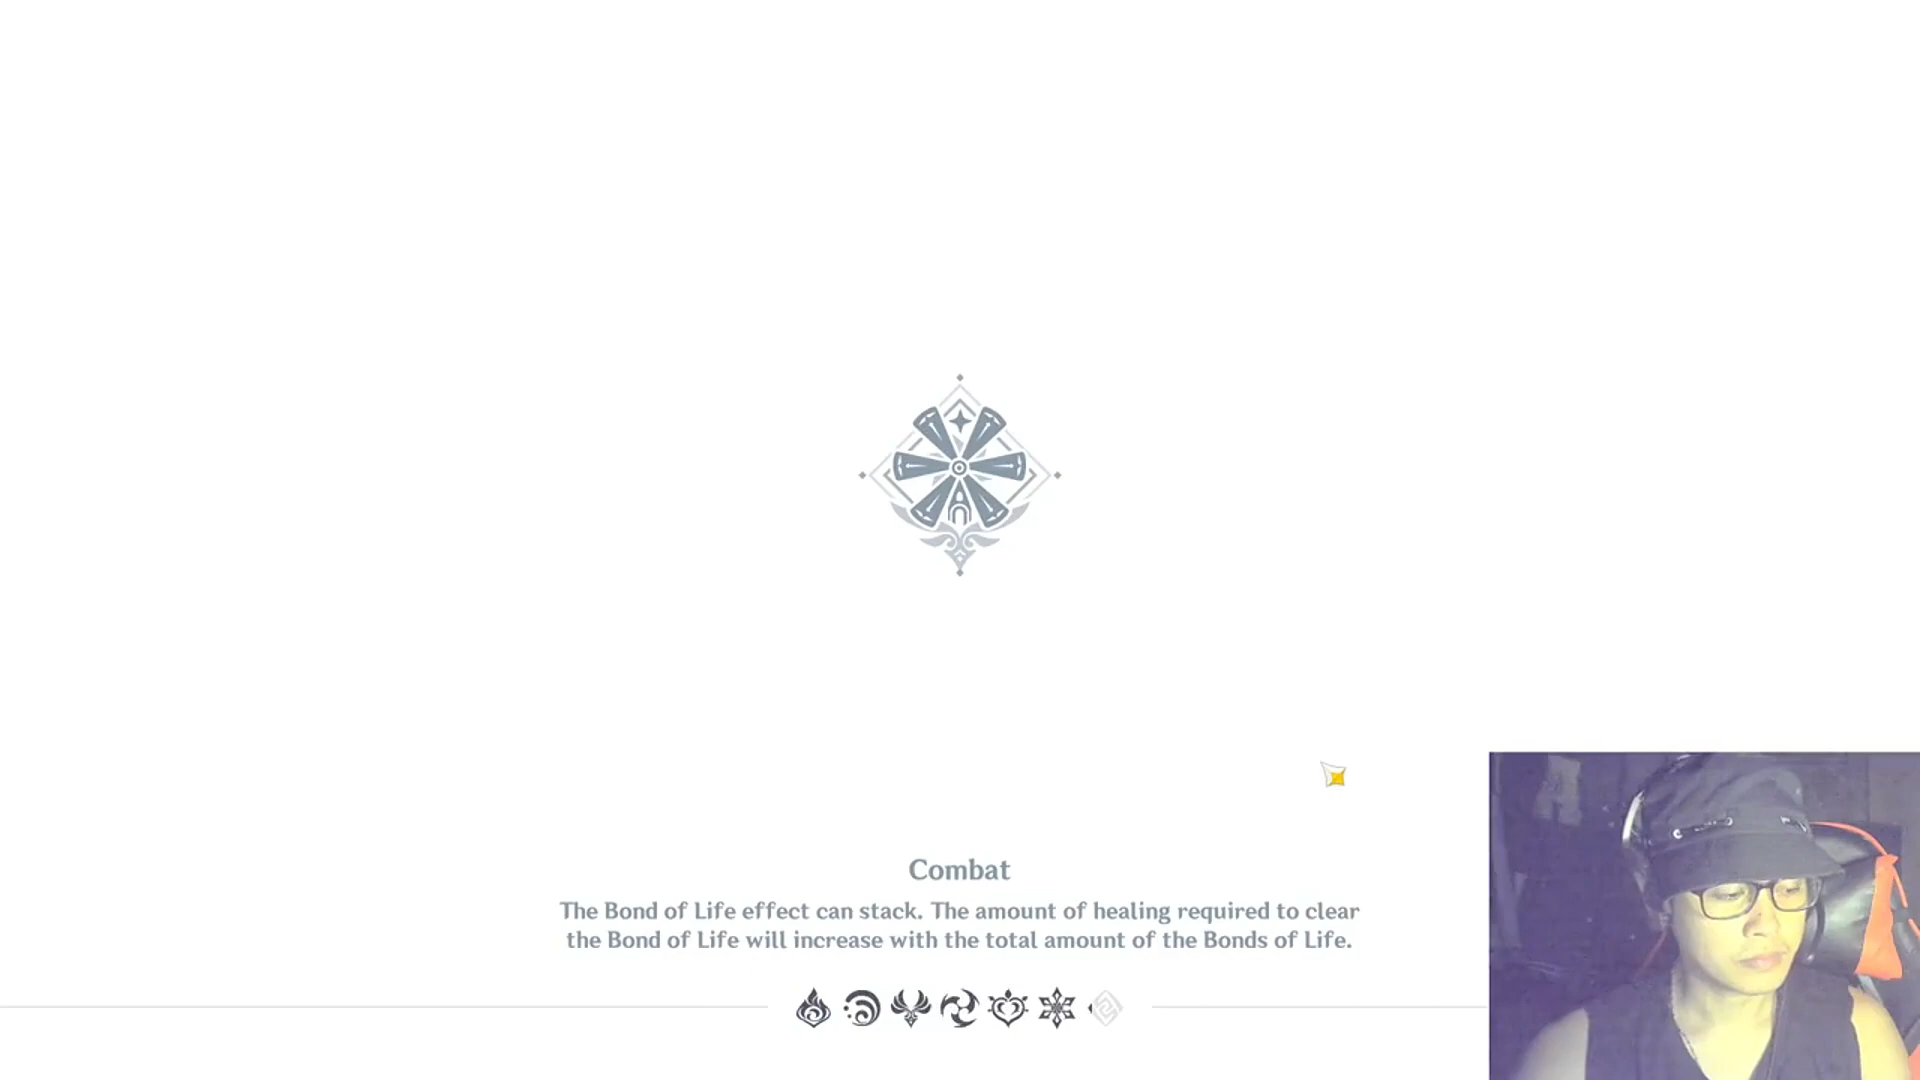 Combat
The Bond of Life effect can stack. The amount of healing required to clear
the Bond of Life will increase with the total amount of the Bonds of Life.